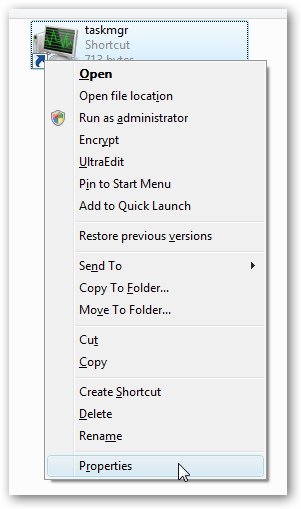 taskmgr
Shortcut
713 bytes
Open
Open file location
Run as administrator
Encrypt
UltraEdit
Pin to Start Menu
Add to Quick Launch
Restore previous versions
Send To
Copy To Folder...
Move To Folder...
Cut
Copy
Create Shortcut
Delete
Rename
Properties